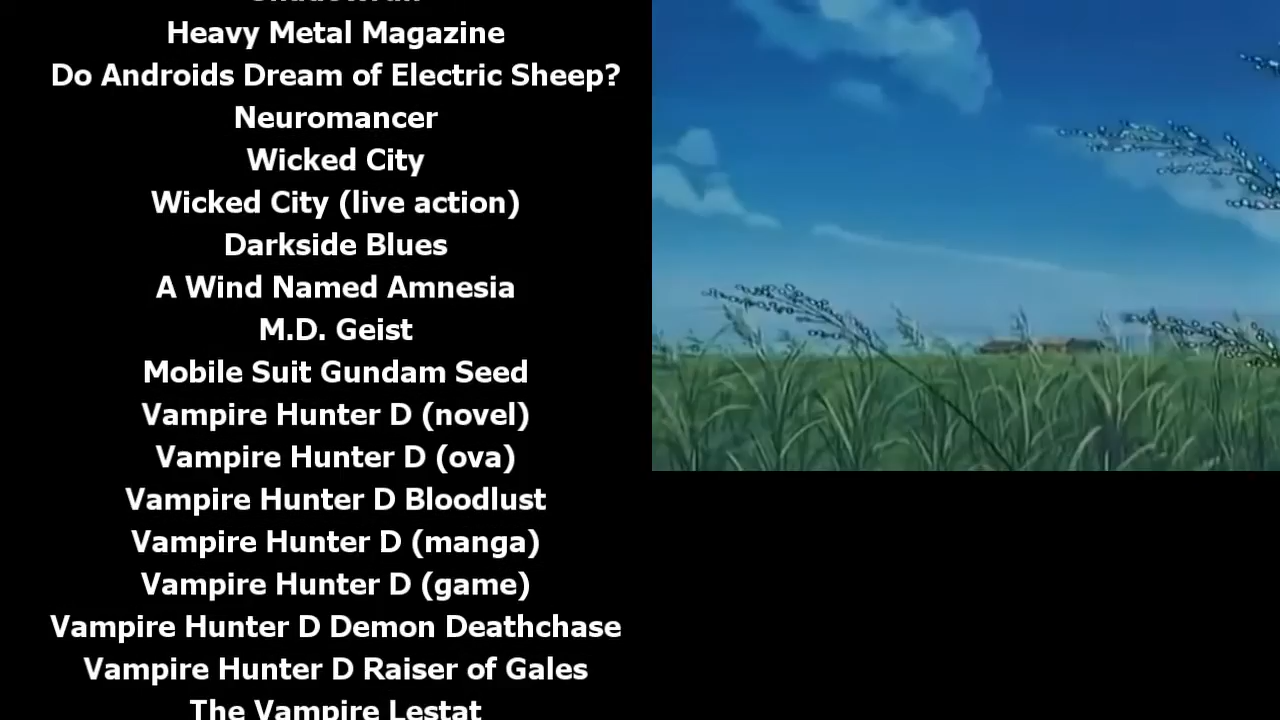 Heavy Metal Magazine
Do Androids Dream of Electric Sheep?
Neuromancer
Wicked City
Wicked City (live action)
Darkside Blues
A Wind Named Amnesia
M.D. Geist
Mobile Suit Gundam Seed
Vampire Hunter D (novel)
Vampire Hunter D (ova)
Vampire Hunter D Bloodlust
Vampire Hunter D (manga)
Vampire Hunter D (game)
Vampire Hunter D Demon Deathchase
Vampire Hunter D Raiser of Gales
The Vampire Lestat